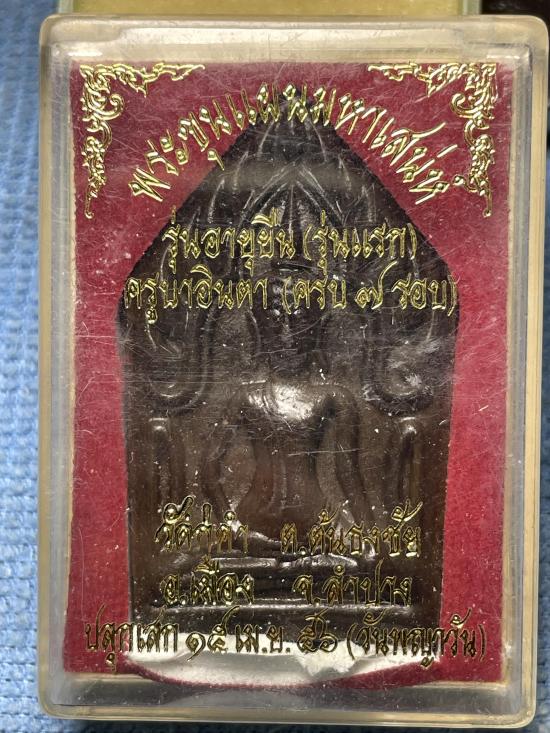 พระขุนแผนมหาเสน่ห์
รุ่นอายุยืน (รุ่นแรก)
ครูบาอินตา (ครบ ๗ รอบ)
วัดกู่คำ ต.ต้นธงชัย
อ.เมือง จ.ลำปาง
ปลุกเสก ๑๕ เม.ย. ๕๖ (วันพญาวัน)